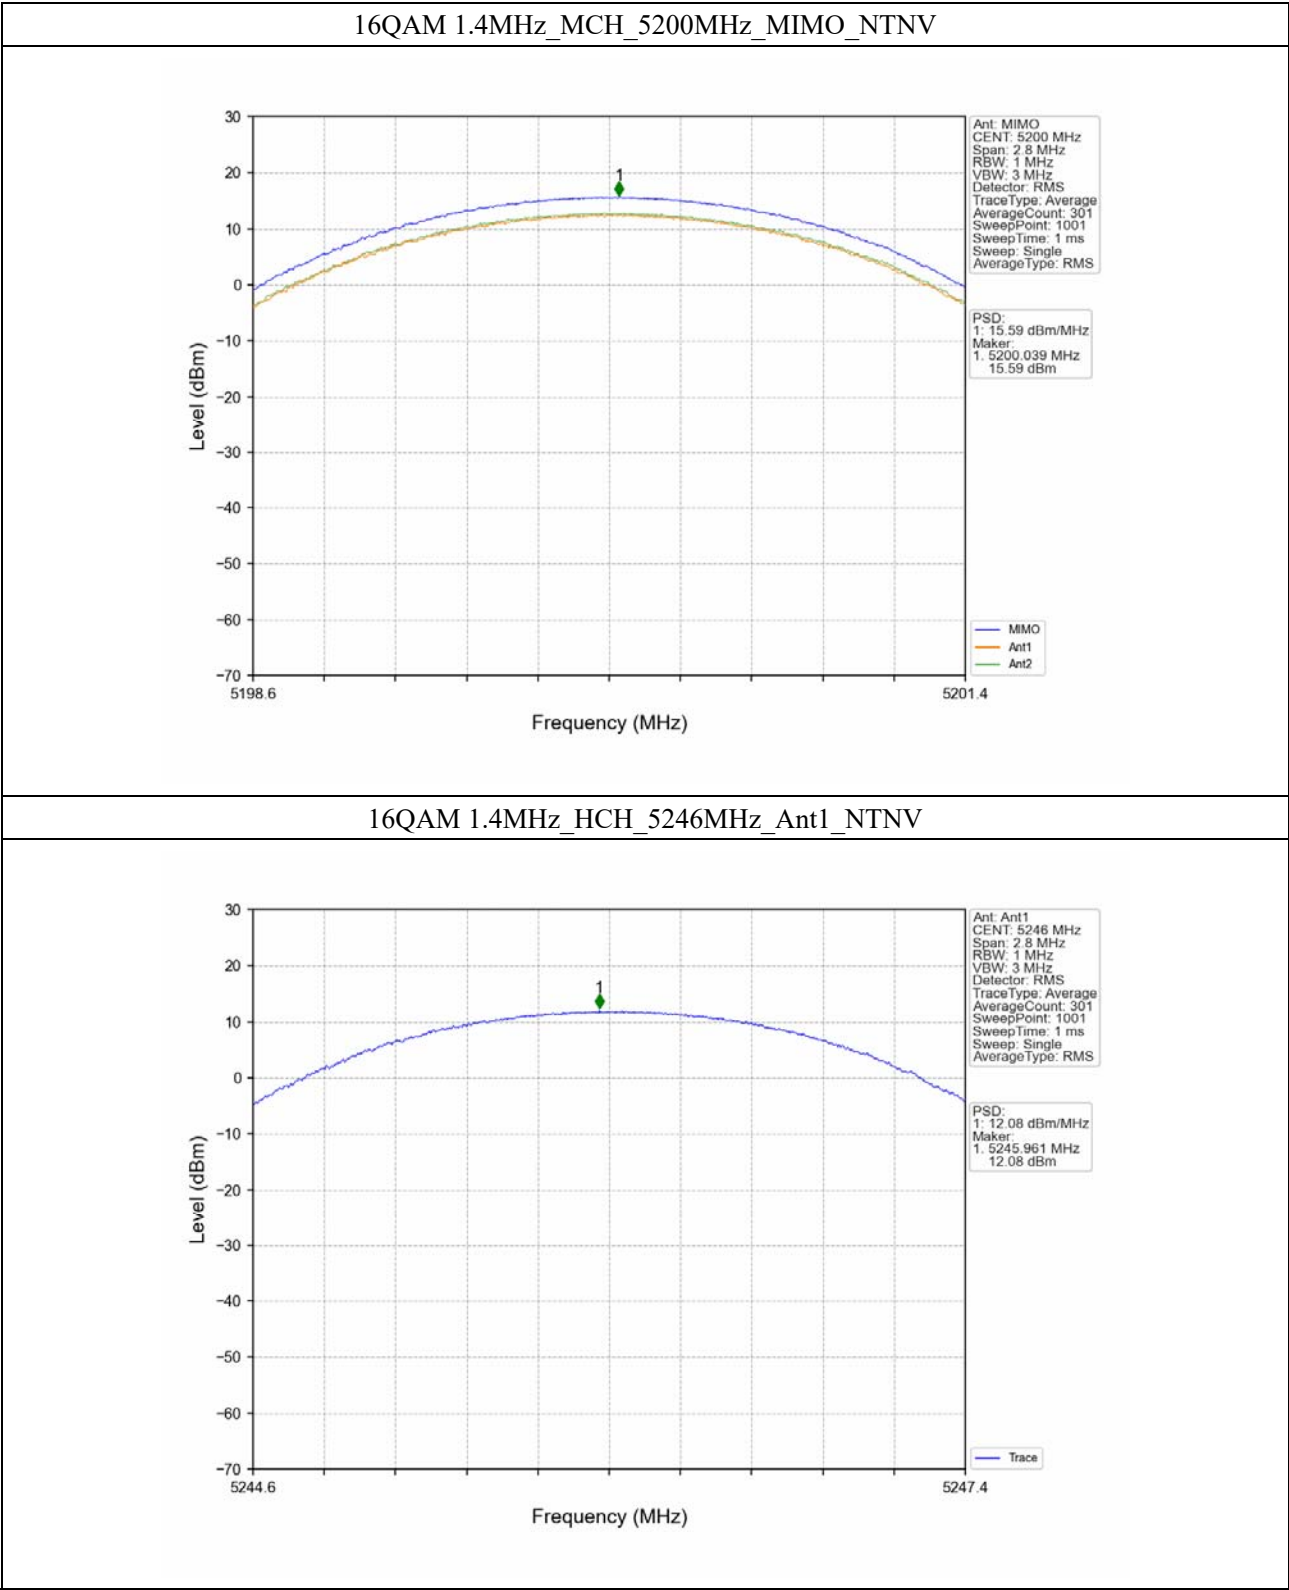 16QAM 1.4MHz_MCH_5200MHz_MIMO_NTNV
30
20
10
0
−10
−20
−30
−40
−50
−60
−70
Level (dBm)
1
5198.6
5201.4
Frequency (MHz)
Ant: MIMO
CENT: 5200 MHz
Span: 2.8 MHz
RBW: 1 MHz
VBW: 3 MHz
Detector: RMS
TraceType: Average
AverageCount: 301
SweepPoint: 1001
SweepTime: 1 ms
Sweep: Single
AverageType: RMS
PSD:
1: 15.59 dBm/MHz
Maker:
1. 5200.039 MHz
15.59 dBm
MIMO
Ant1
Ant2
16QAM 1.4MHz_HCH_5246MHz_Ant1_NTNV
30
20
10
0
−10
−20
−30
−40
−50
−60
−70
Level (dBm)
1
5244.6
5247.4
Frequency (MHz)
Ant: Ant1
CENT: 5246 MHz
Span: 2.8 MHz
RBW: 1 MHz
VBW: 3 MHz
Detector: RMS
TraceType: Average
AverageCount: 301
SweepPoint: 1001
SweepTime: 1 ms
Sweep: Single
AverageType: RMS
PSD:
1: 12.08 dBm/MHz
Maker:
1. 5245.961 MHz
12.08 dBm
Trace